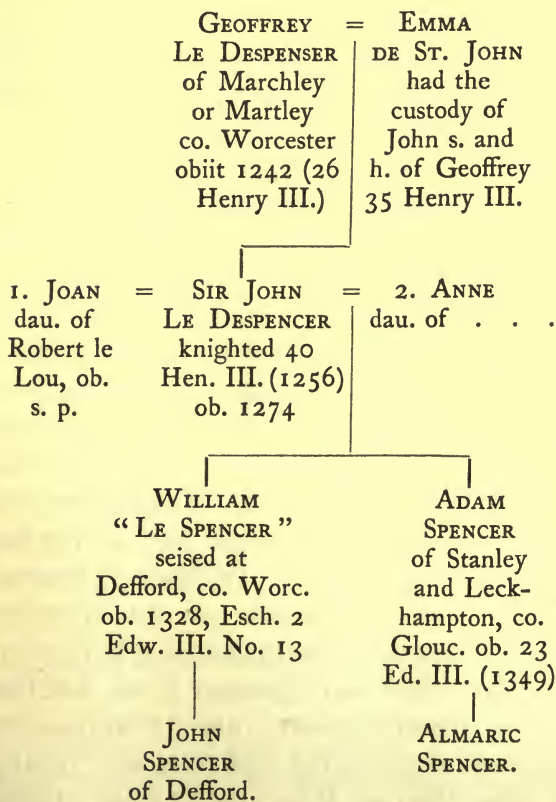 GEOFFREY = EMMA
LE DESPENSER DE ST. JOHN
of Marchley had the
or Martley custody of
co. Worcester John s. and
obiit 1242 (26 h. of Geoffrey
Henry III.) 35 Henry III.
1. JOAN = SIR JOHN = 2. ANNE
dau. of LE DESPENCER dau. of . . .
Robert le knighted 40
Lou, ob. Hen. III. (1256)
s. p. ob. 1274
WILLIAM ADAM
"LE SPENCER" SPENCER
seised at of Stanley
Defford, co. Worc. and Leck-
ob. 1328, Esch. 2 hampton, co.
Edw. III. No. 13 Glouc. ob. 23
Ed. III. (1349)
JOHN ALMARIC
SPENCER SPENCER.
of Defford.